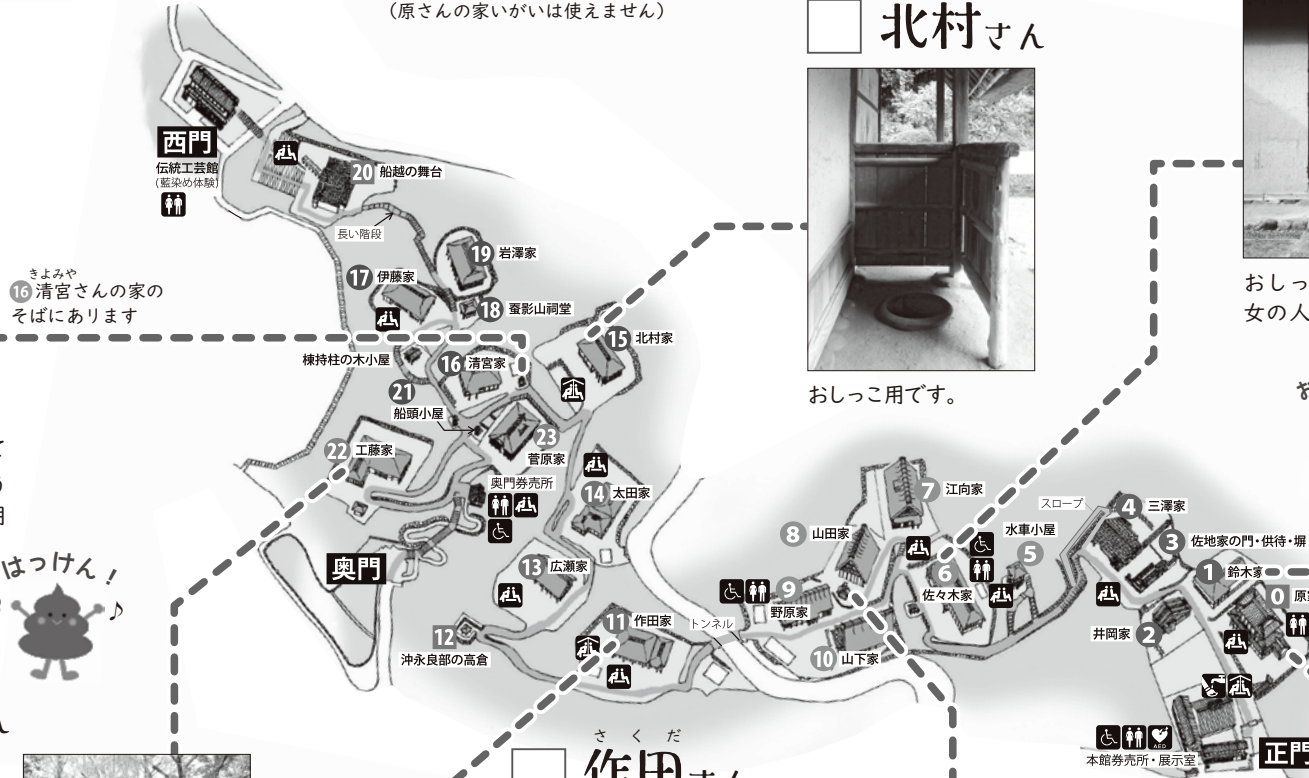 (原さんの家いがいは使えません)
北村さん
おしっこ用です。
西門
伝統工芸館
(藍染め体験)
20 船越の舞台
長い階段
19 岩澤家
17 伊藤家
18 蚕影山祠堂
きよみや
16 清宮さんの家の
そばにあります
15 北村家
棟持柱の木小屋
16 清宮家
21
船頭小屋
23
菅原家
22 工藤家
奥門券売所
14 太田家
奥門
13 広瀬家
12
沖永良部の高倉
11 作田家
トンネル
はっけん!
♪
7 江向家
8 山田家
水車小屋
5
スロープ
4 三澤家
3 佐地家の門・供待・塀
6
佐々木家
9
野原家
10 山下家
1 鈴木家
0 原
井岡家 2
AED
本館券売所・展示室
正門
おしっ
女の人
さくだ
作田さん